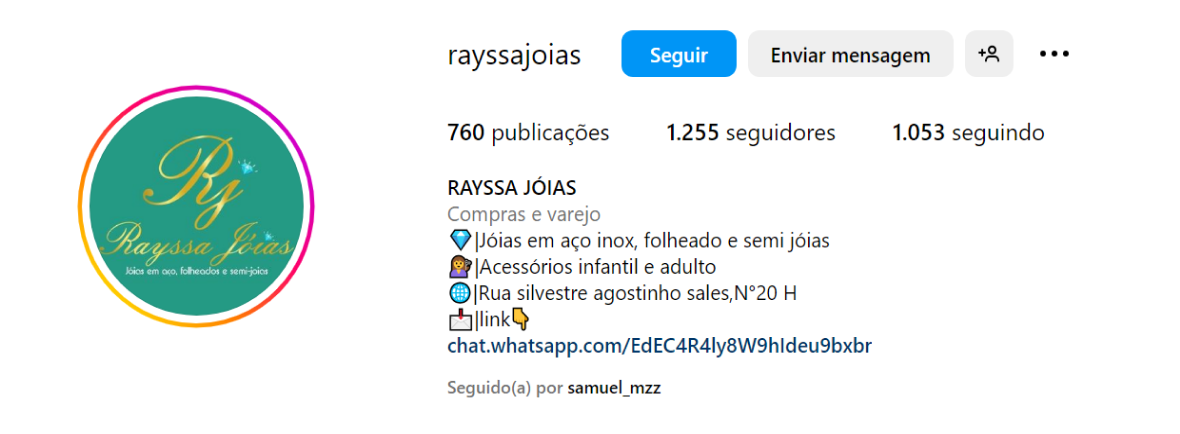 rayssajoias Seguir Enviar mensagem
760 publicações 1.255 seguidores 1.053 seguindo
Rj
Rayssa Jóias
Jóias em aço, folheados e semi-joias
RAYSSA JÓIAS
Compras e varejo
💎|Jóias em aço inox, folheado e semi jóias
💇‍♀️|Acessórios infantil e adulto
🌐|Rua silvestre agostinho sales,N°20 H
📩|link👇
chat.whatsapp.com/EdEC4R4ly8W9hIdeu9bxbr
Seguido(a) por samuel_mzz